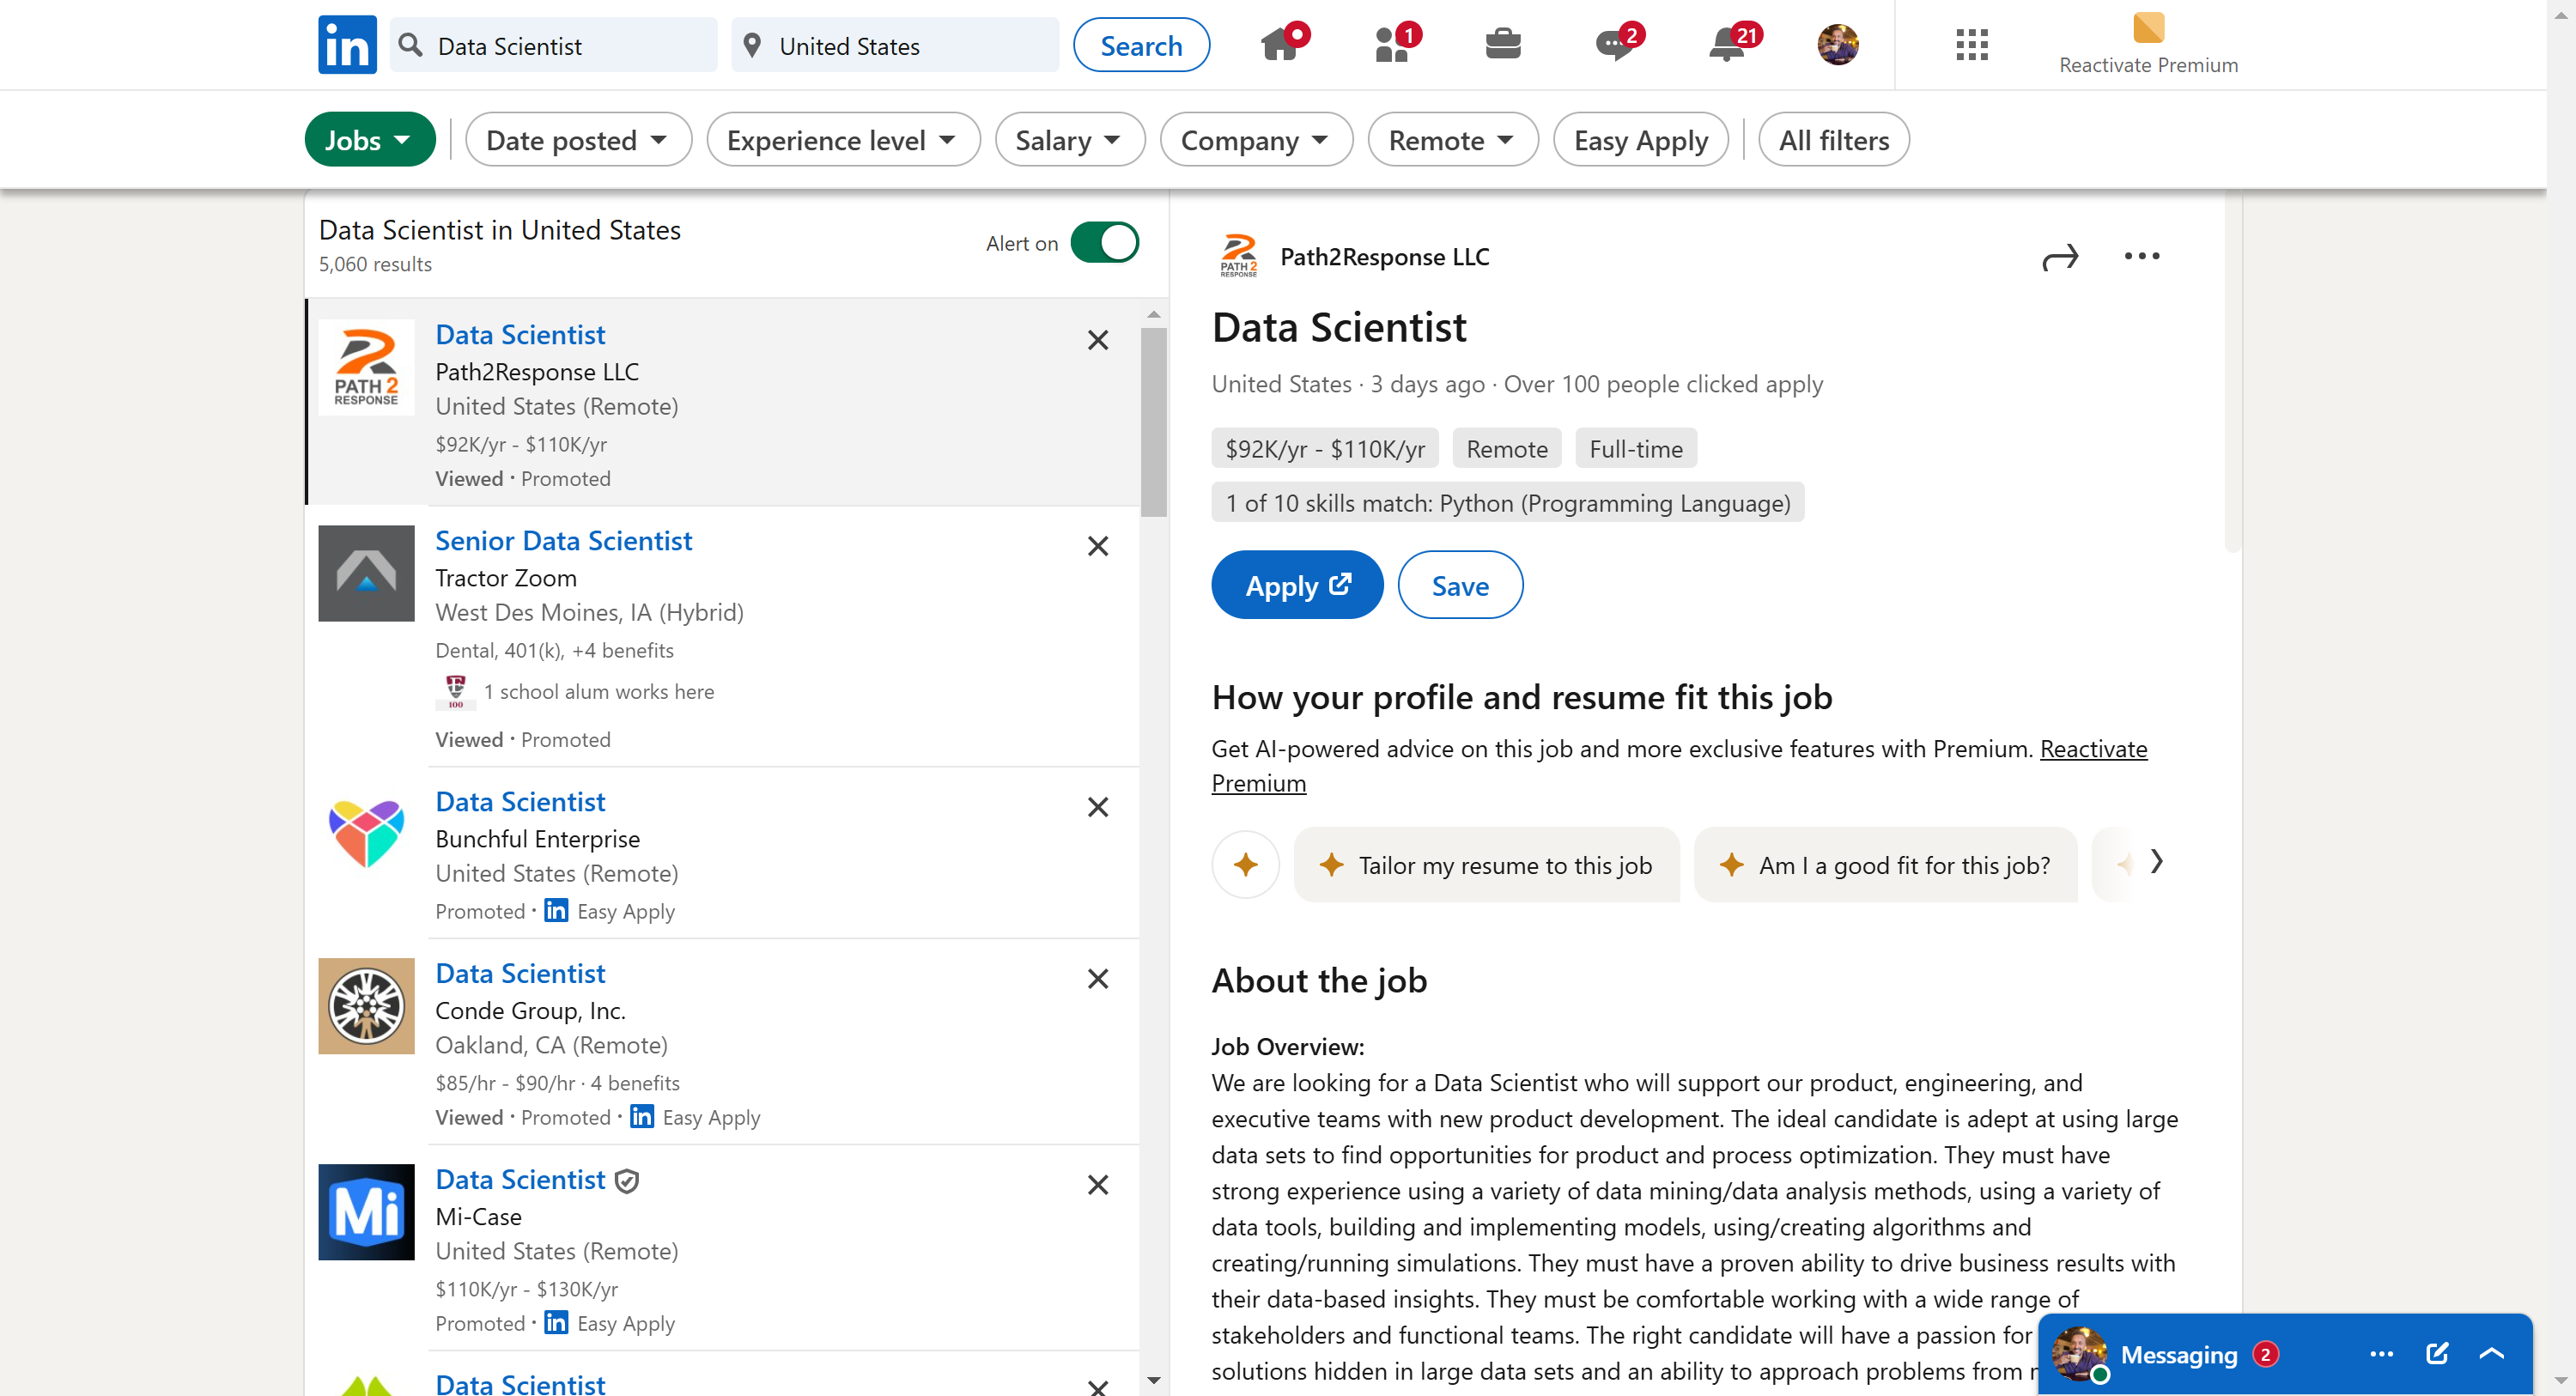 in
Data Scientist
United States
Search
1
2
21
Reactivate Premium
Jobs
Date posted
Experience level
Salary
Company
Remote
Easy Apply
All filters
Data Scientist in United States
5,060 results
Alert on
PATH 2
RESPONSE
Data Scientist
Path2Response LLC
United States (Remote)
$92K/yr - $110K/yr
Viewed · Promoted
Senior Data Scientist
Tractor Zoom
West Des Moines, IA (Hybrid)
Dental, 401(k), +4 benefits
100
1 school alum works here
Viewed · Promoted
Data Scientist
Bunchful Enterprise
United States (Remote)
Promoted · in Easy Apply
Data Scientist
Conde Group, Inc.
Oakland, CA (Remote)
$85/hr - $90/hr · 4 benefits
Viewed · Promoted · in Easy Apply
Mi
Data Scientist
Mi-Case
United States (Remote)
$110K/yr - $130K/yr
Promoted · in Easy Apply
Data Scientist
PATH 2
RESPONSE
Path2Response LLC
Data Scientist
United States · 3 days ago · Over 100 people clicked apply
$92K/yr - $110K/yr
Remote
Full-time
1 of 10 skills match: Python (Programming Language)
Apply
Save
How your profile and resume fit this job
Get AI-powered advice on this job and more exclusive features with Premium. Reactivate
Premium
Tailor my resume to this job
Am I a good fit for this job?
About the job
Job Overview:
We are looking for a Data Scientist who will support our product, engineering, and
executive teams with new product development. The ideal candidate is adept at using large
data sets to find opportunities for product and process optimization. They must have
strong experience using a variety of data mining/data analysis methods, using a variety of
data tools, building and implementing models, using/creating algorithms and
creating/running simulations. They must have a proven ability to drive business results with
their data-based insights. They must be comfortable working with a wide range of
stakeholders and functional teams. The right candidate will have a passion for
solutions hidden in large data sets and an ability to approach problems from
Messaging
2